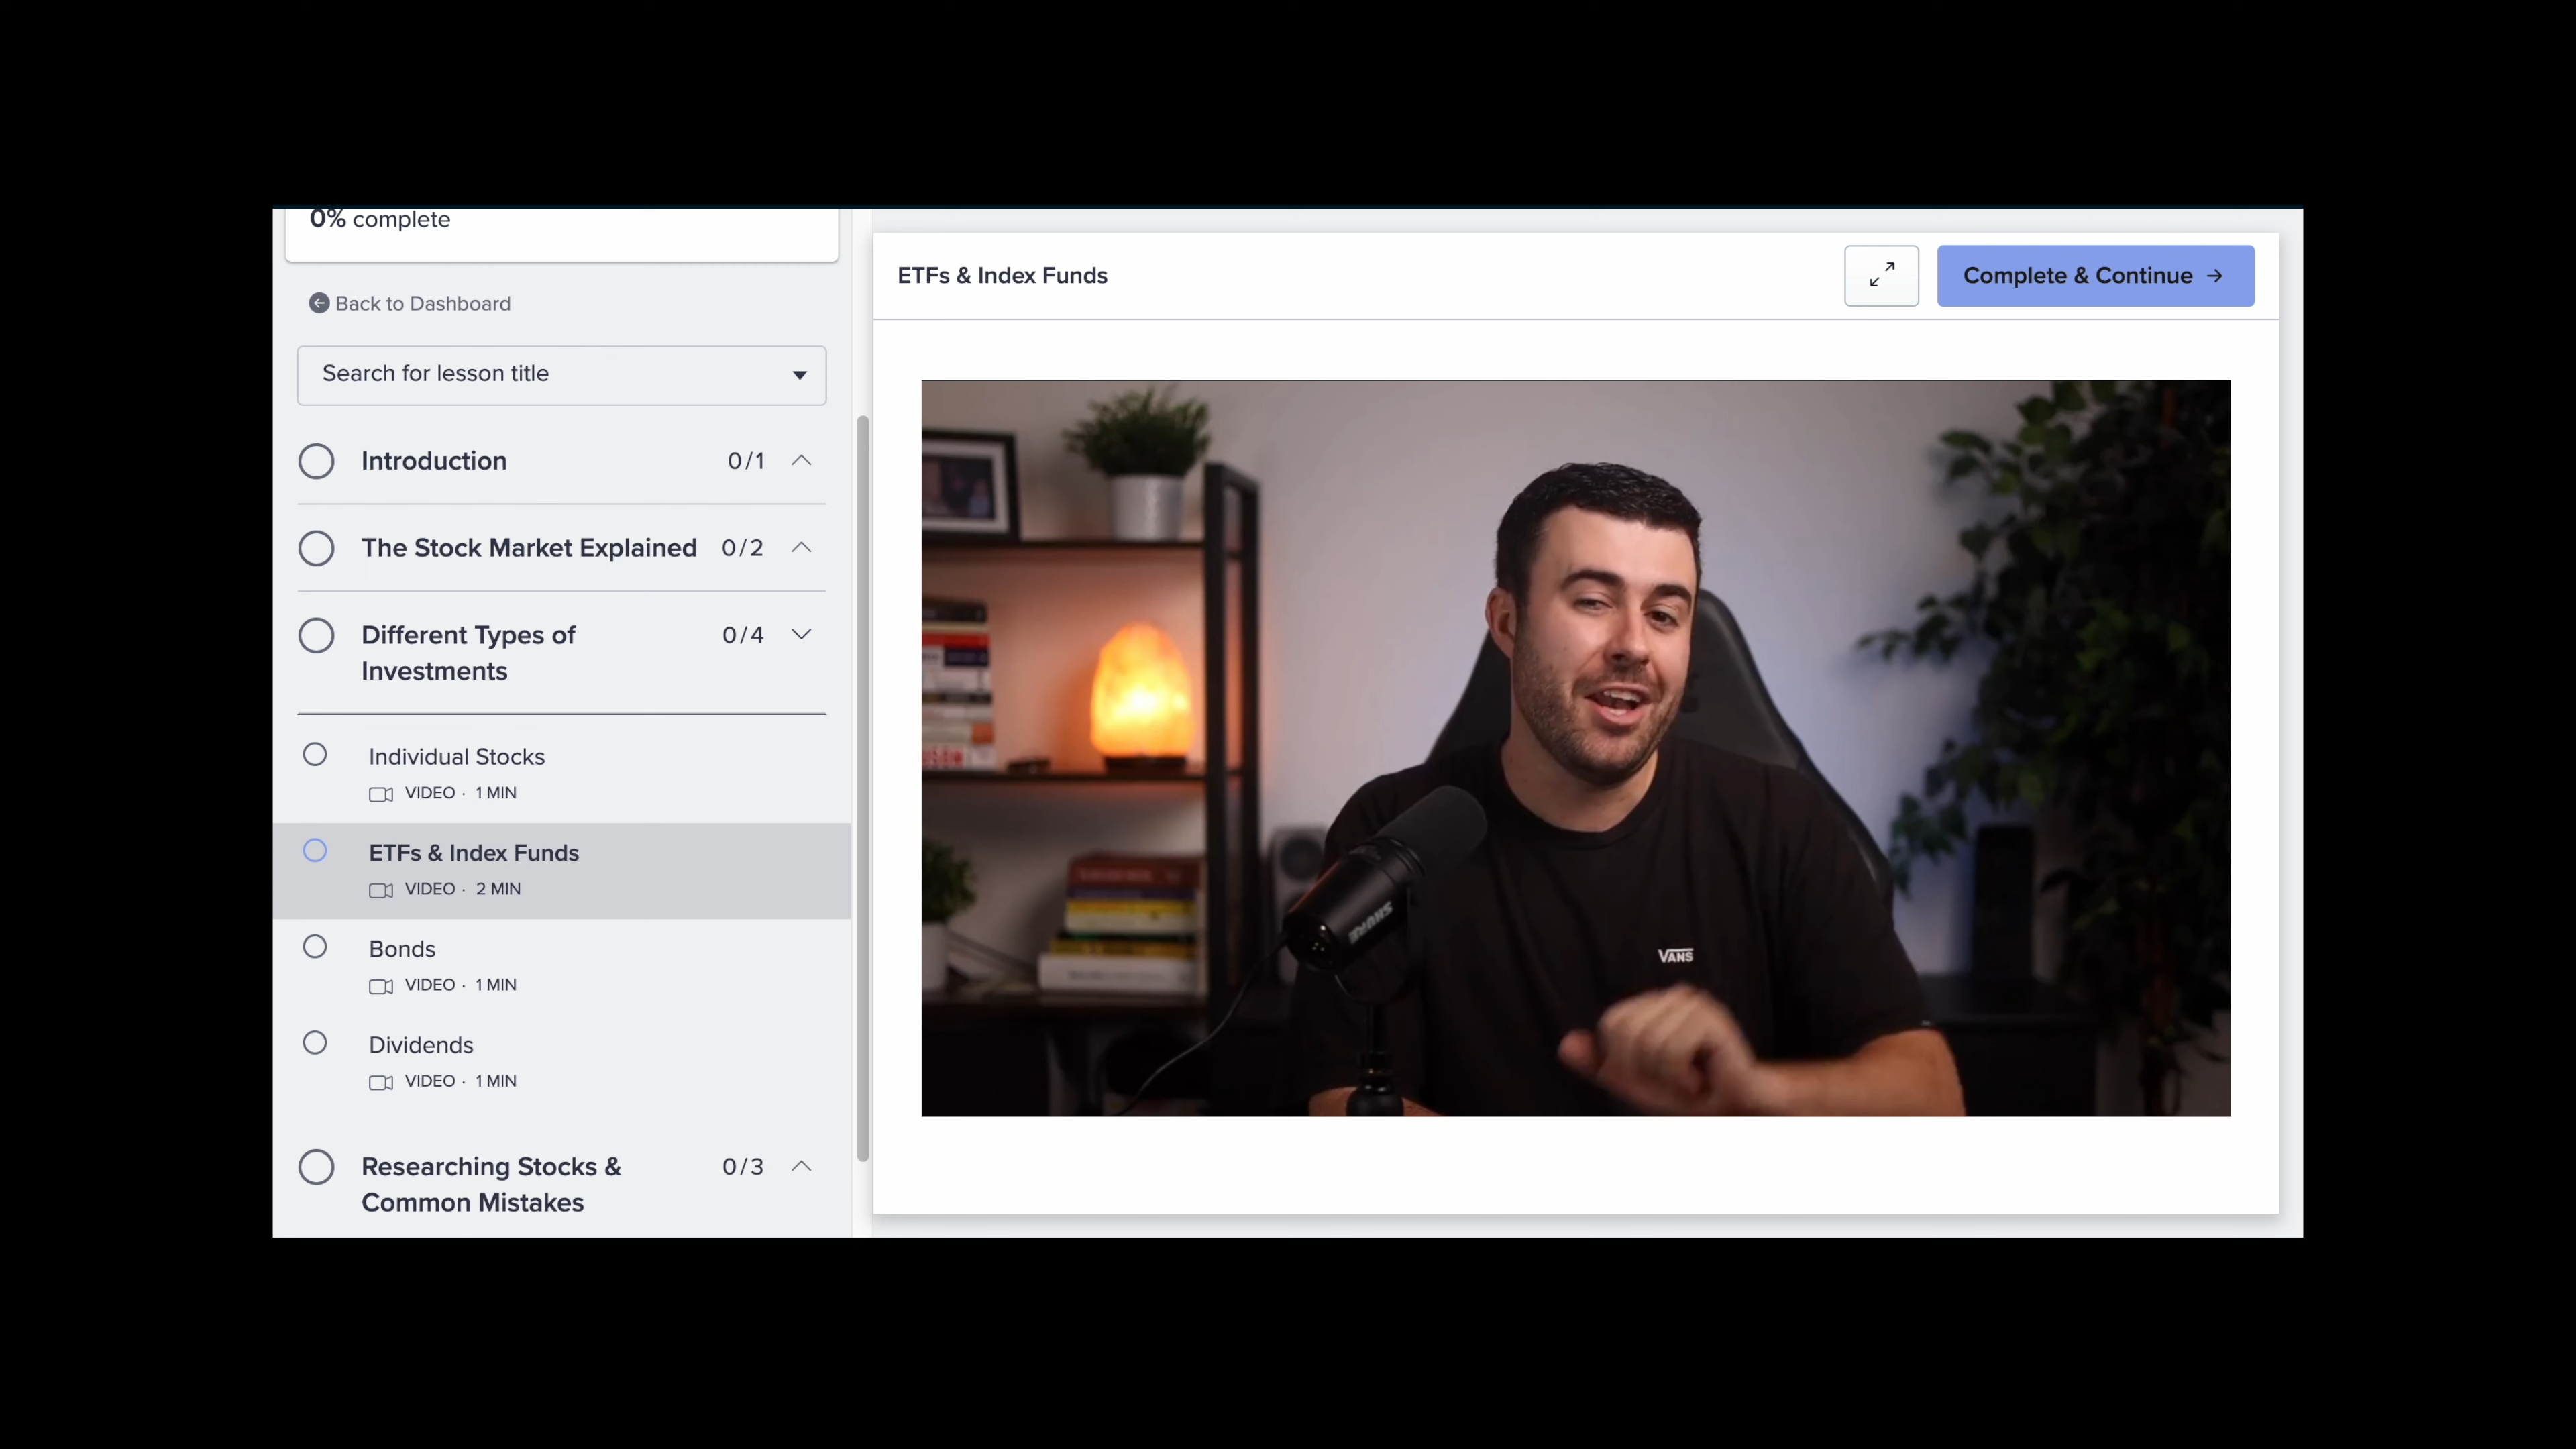 0% complete
Back to Dashboard
Search for lesson title
Introduction 0/1
The Stock Market Explained 0/2
Different Types of 0/4
Investments
Individual Stocks
VIDEO · 1 MIN
ETFs & Index Funds
VIDEO · 2 MIN
Bonds
VIDEO · 1 MIN
Dividends
VIDEO · 1 MIN
Researching Stocks & 0/3
Common Mistakes
ETFs & Index Funds
Complete & Continue
SHURE
VANS